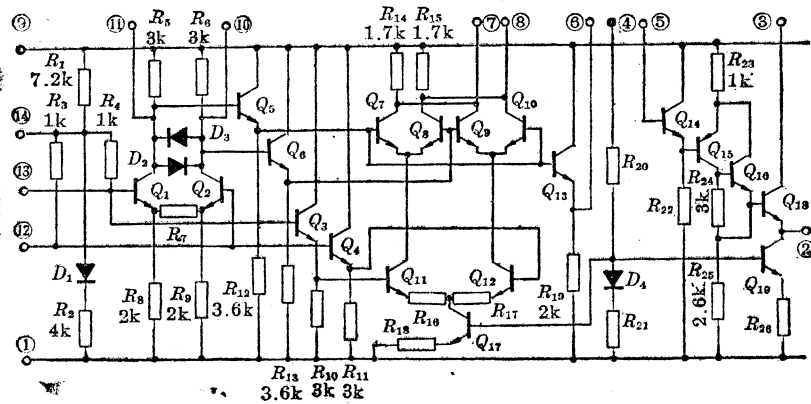 ⑨ ⑪ R5 3k R6 3k ⑩ R14 1.7k R15 1.7k ⑦ ⑧ ⑥ ④ ⑤ ③
R1 7.2k
R3 1k R4 1k
⑭
⑬
⑫
①
D3
D2
Q1 Q2
R7
Q5
Q6
Q3
Q4
Q7 Q8 Q9 Q10
Q13
Q11 Q12
R16 R17
R18
Q17
D1
R2 4k
R8 2k
R9 2k
R12 3.6k
R13 3.6k
R10 3k
R11 3k
R19 2k
R20
D4
R21
Q14
Q15
Q16
R22
R23 1k
R24 3k
R25 2.6k
Q18
②
Q19
R26